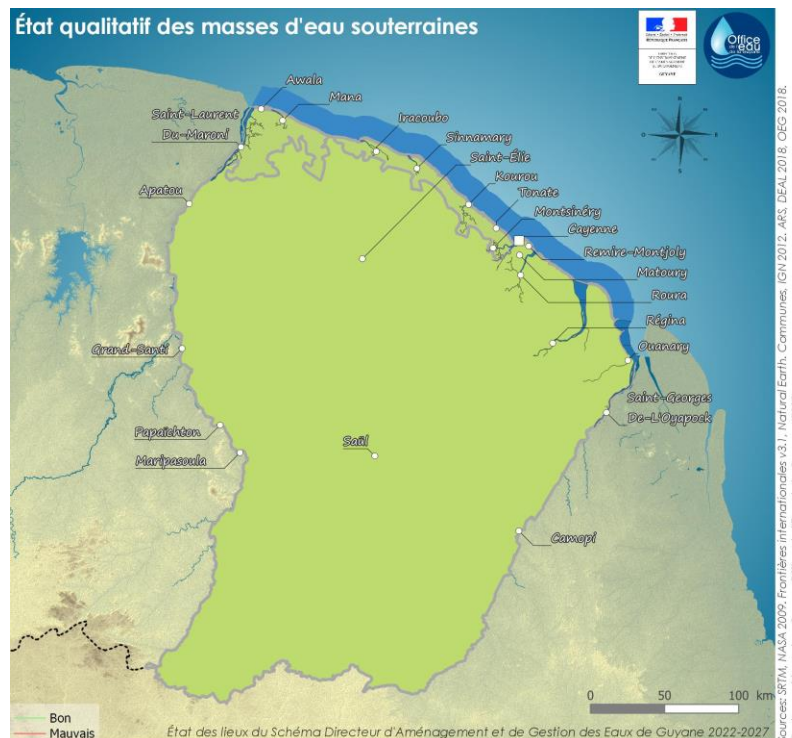 État qualitatif des masses d'eau souterraines
Office
de l'eau
Awala
Mana
Saint-Laurent
Du-Maroni
Iracoubo
Sinnamary
Saint-Élie
Apatou
Kourou
Tonate
Montsinéry
Cayenne
Remire-Montjoly
Matoury
Roura
Régina
Grand-Santi
Ouanary
Saint-Georges
De-L'Oyapock
Papaïchton
Saül
Maripasoula
Camopi
0 50 100 km
Bon
Mauvais
État des lieux du Schéma Directeur d'Aménagement et de Gestion des Eaux de Guyane 2022-2027
Sources: SRTM, NASA 2009, Frontières internationales v3.1, Natural Earth, Communes, IGN 2012, ARS, DEAL 2018, OEG 2018.